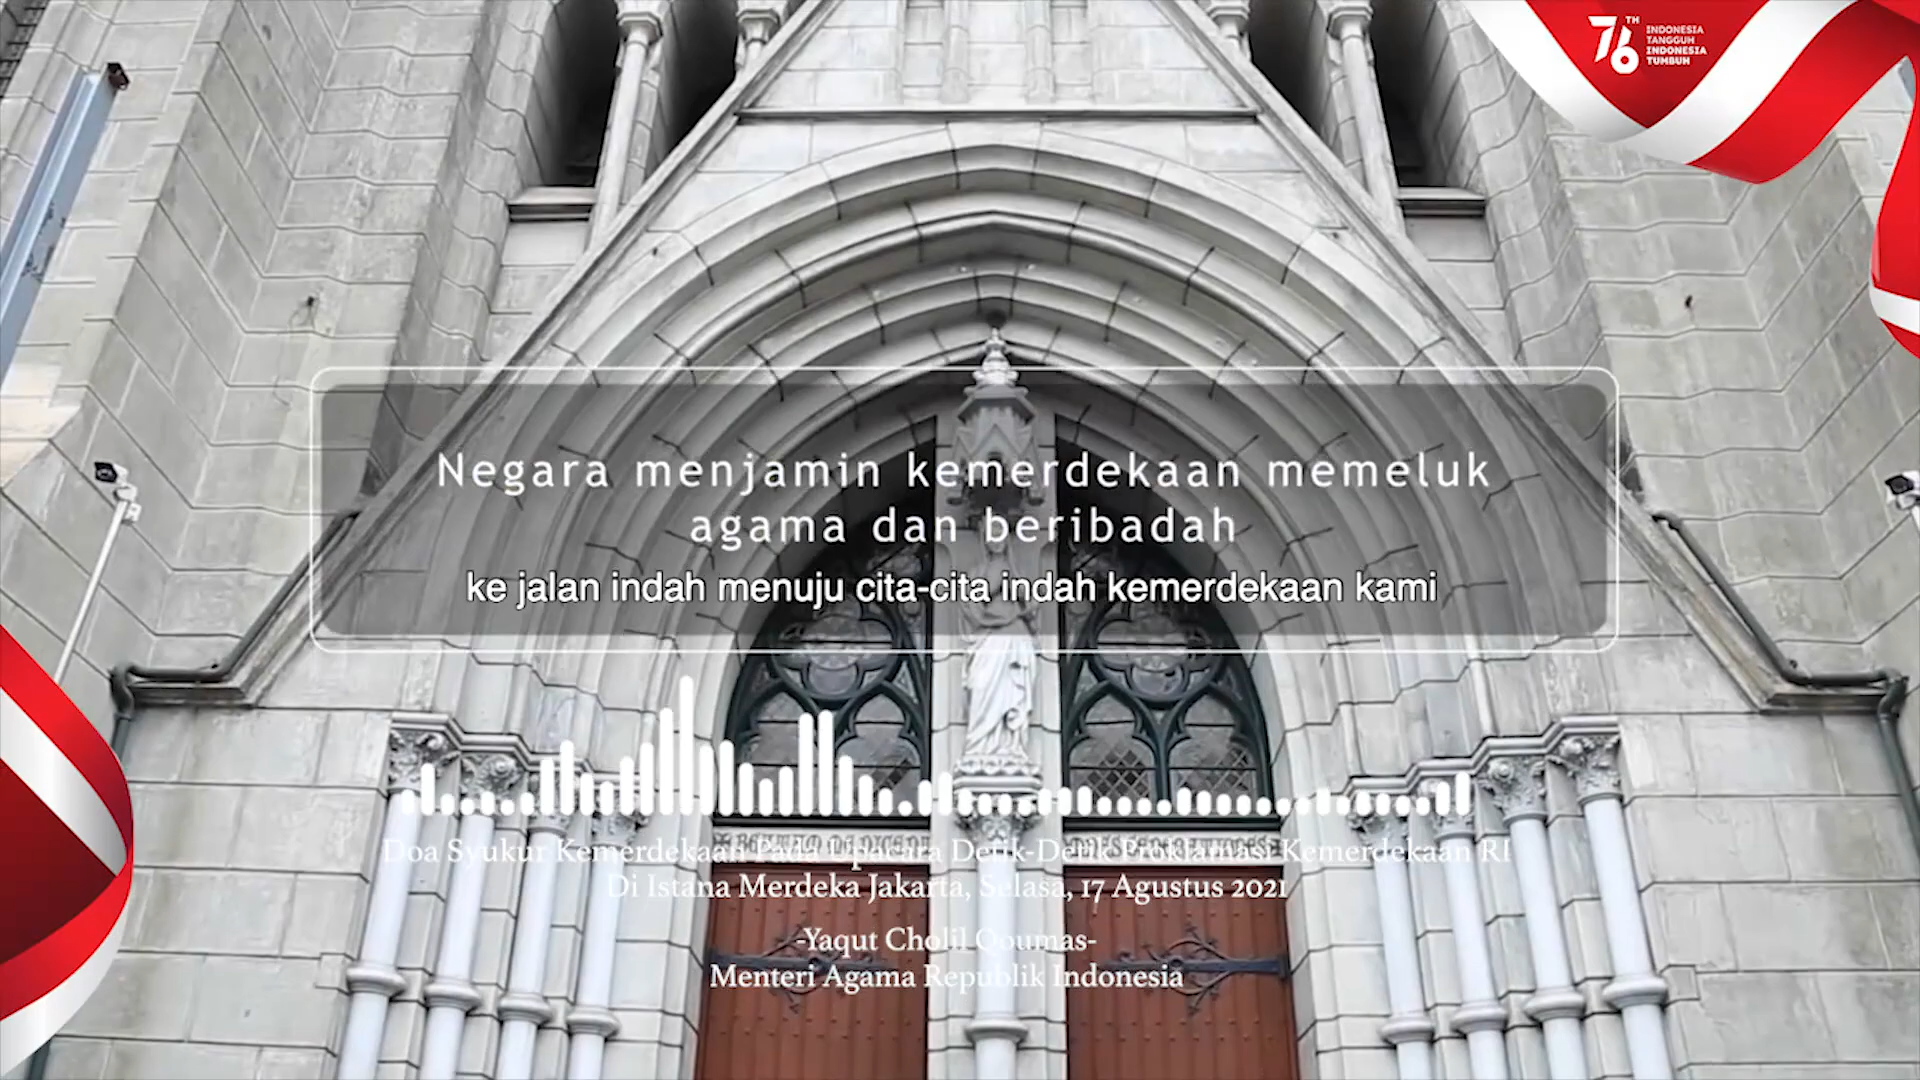 76 TH
INDONESIA
TANGGUH
INDONESIA
TUMBUH
Negara menjamin kemerdekaan memeluk
agama dan beribadah
ke jalan indah menuju cita-cita indah kemerdekaan kami
Doa Syukur Kemerdekaan Pada Upacara Detik-Detik Proklamasi Kemerdekaan RI
Di Istana Merdeka Jakarta, Selasa, 17 Agustus 2021
-Yaqut Cholil Qoumas-
Menteri Agama Republik Indonesia